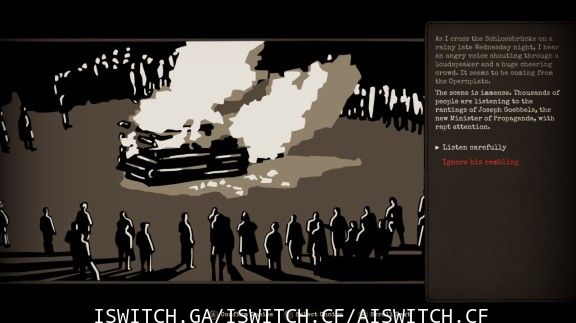 As I cross the Schlossbrücke on a
rainy late Wednesday night, I hear
an angry voice shouting through a
loudspeaker and a huge cheering
crowd. It seems to be coming from
the Opernplatz.
The scene is immense. Thousands of
people are listening to the
rantings of Joseph Goebbels, the
new Minister of Propaganda, with
rapt attention.
▸ Listen carefully
Ignore his rambling
ISWITCH.GA/ISWITCH.CF/AISWITCH.CF